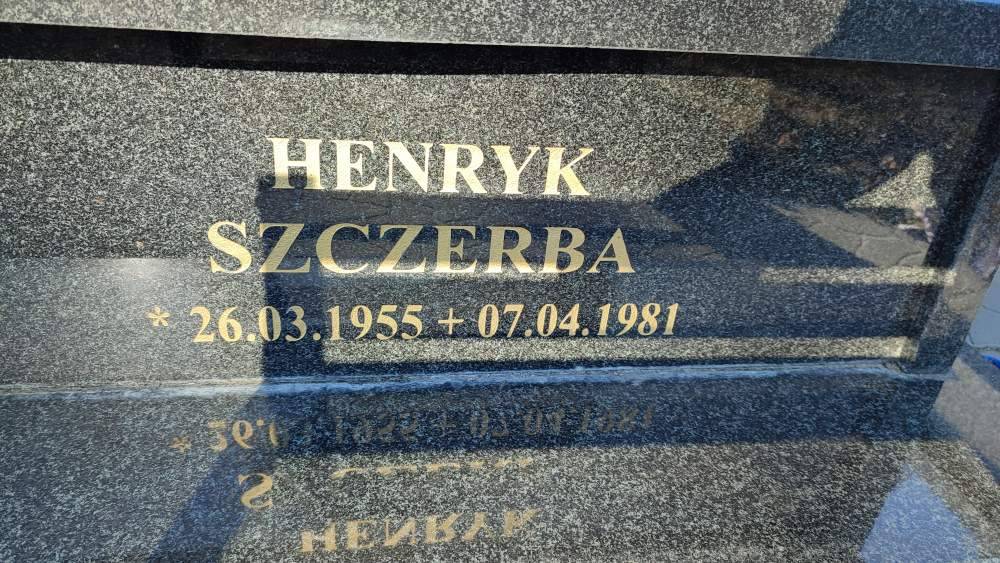 HENRYK
SZCZERBA
* 26.03.1955 + 07.04.1981